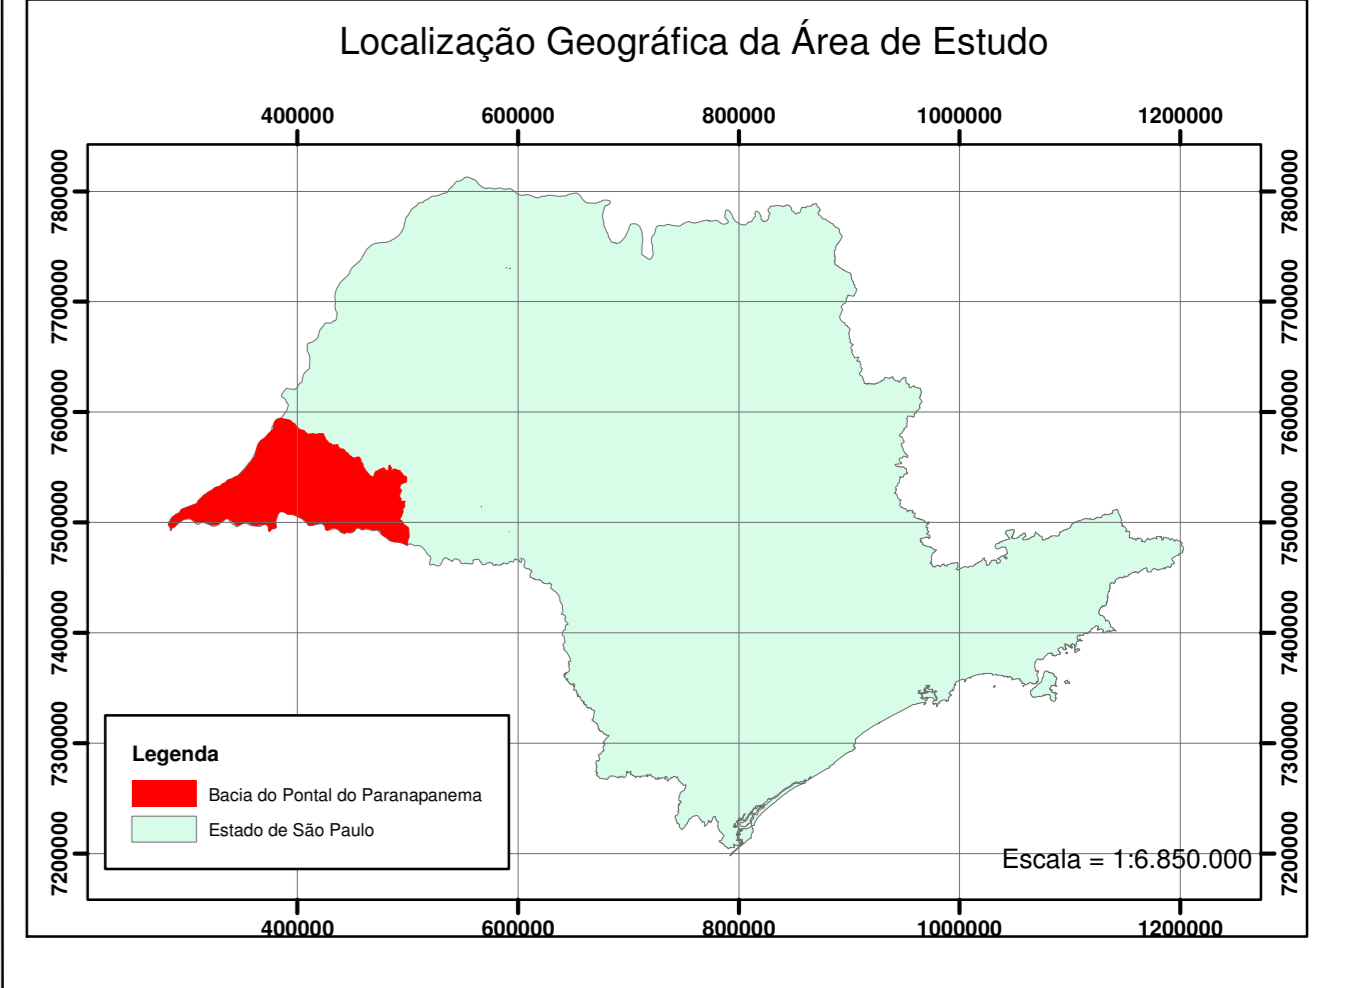 Localização Geográfica da Área de Estudo
400000 600000 800000 1000000 1200000
7800000 7800000
7700000 7700000
7600000 7600000
7500000 7500000
7400000 7400000
7300000 7300000
7200000 7200000
Legenda
Bacia do Pontal do Paranapanema
Estado de São Paulo
Escala = 1:6.850.000
400000 600000 800000 1000000 1200000